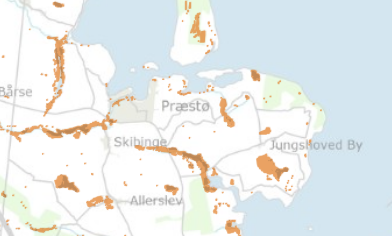 Bårse
Præstø
Skibinge
Jungshoved By
Allerslev